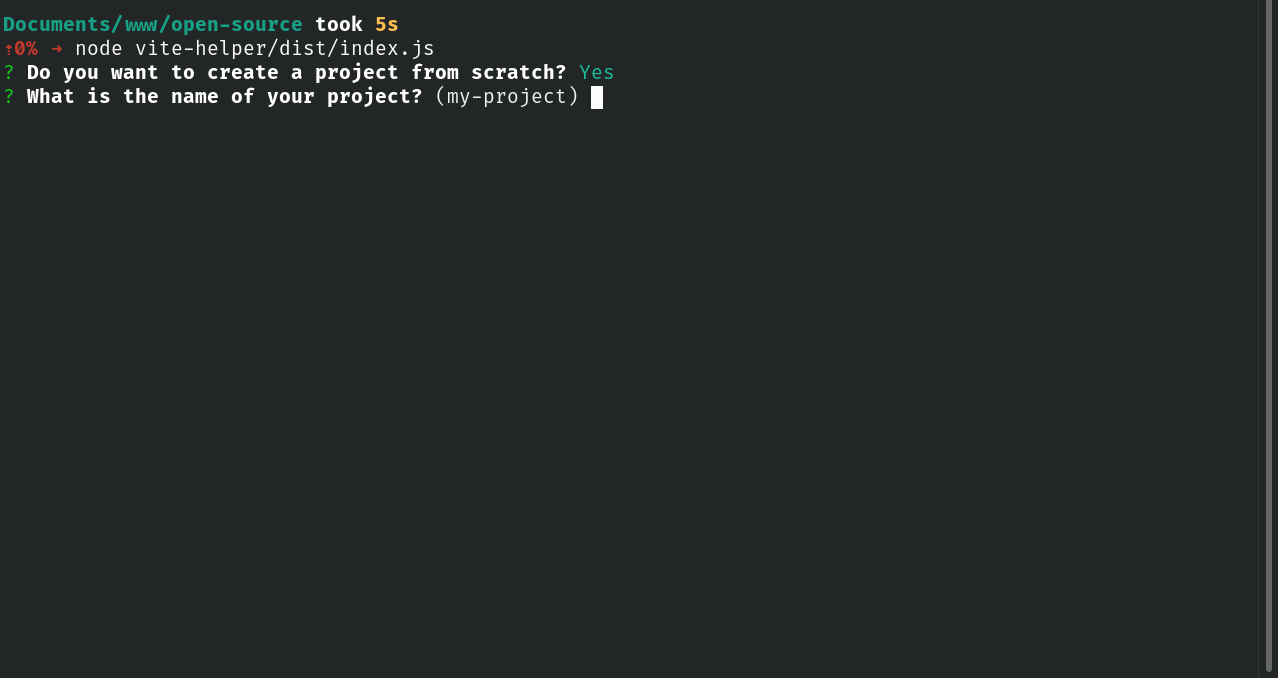 Documents/www/open-source took 5s
⇡0% → node vite-helper/dist/index.js
? Do you want to create a project from scratch? Yes
? What is the name of your project? (my-project)